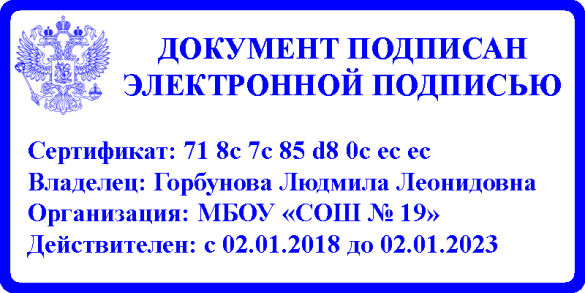 ДОКУМЕНТ ПОДПИСАН
ЭЛЕКТРОННОЙ ПОДПИСЬЮ
Сертификат: 71 8c 7c 85 d8 0c ec ec
Владелец: Горбунова Людмила Леонидовна
Организация: МБОУ «СОШ № 19»
Действителен: с 02.01.2018 до 02.01.2023